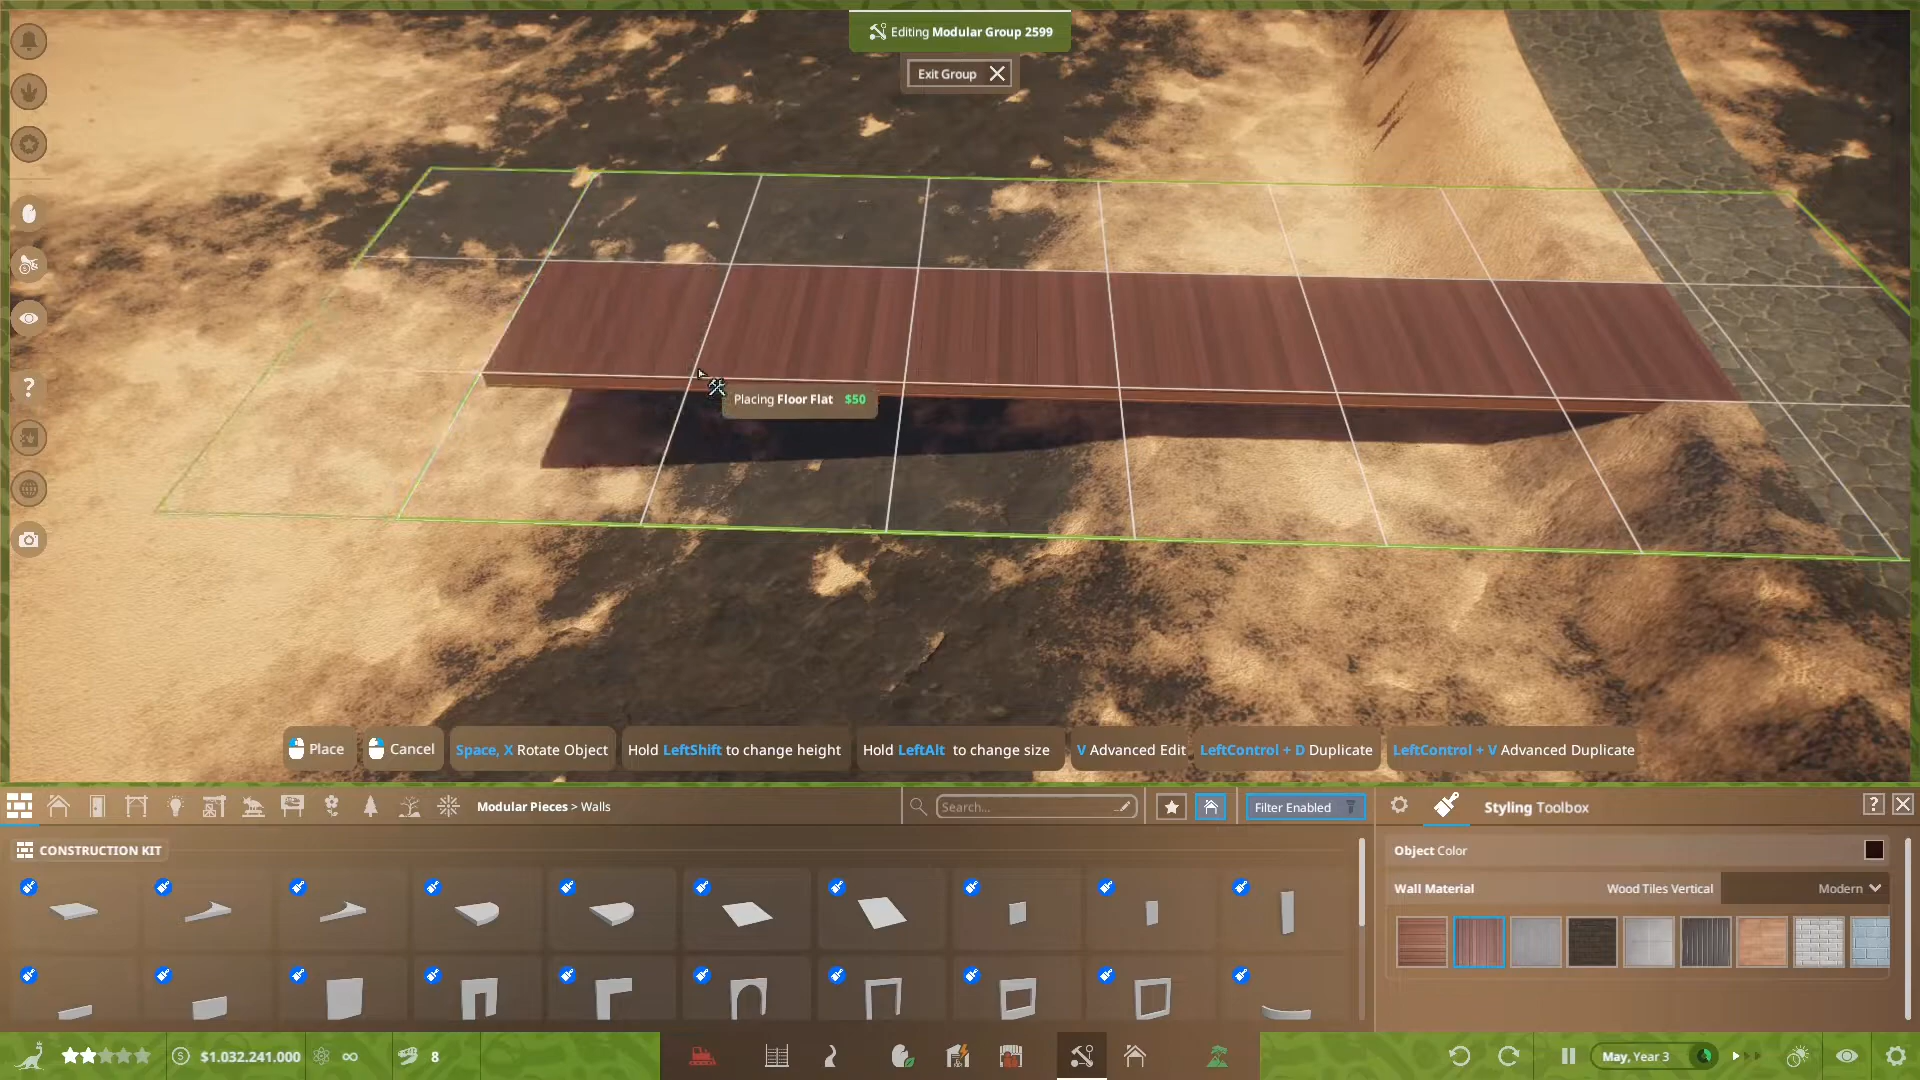 Editing Modular Group 2599
Exit Group
Placing Floor Flat $50
Place
Cancel
Space, X Rotate Object
Hold LeftShift to change height
Hold LeftAlt to change size
V Advanced Edit
LeftControl + D Duplicate
LeftControl + V Advanced Duplicate
Modular Pieces > Walls
Search...
Filter Enabled
Styling Toolbox
?
CONSTRUCTION KIT
Object Color
Wall Material
Wood Tiles Vertical
Modern
?
$1.032.241.000
∞
8
May, Year 3